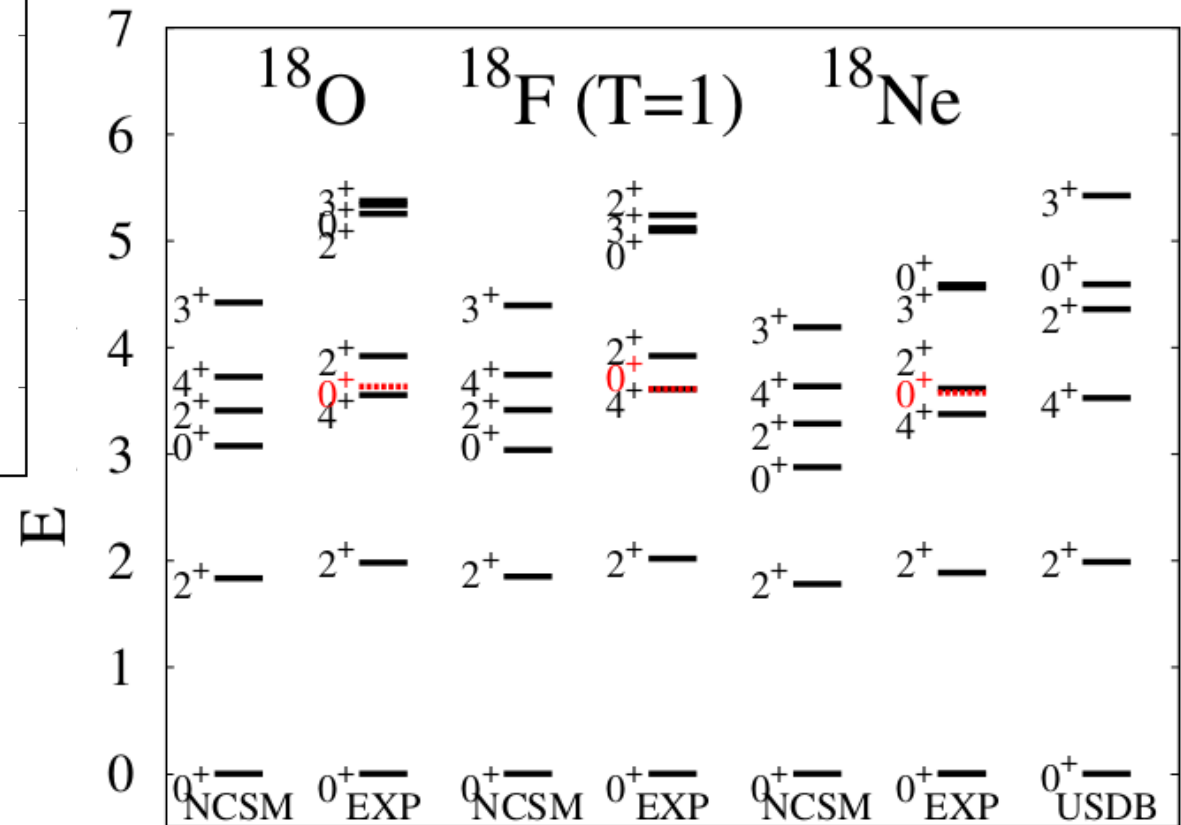 ¹⁸O ¹⁸F (T=1) ¹⁸Ne
7
6
5
4
3
2
1
0
E
3⁺ 4⁺ 2⁺ 0⁺ 2⁺ 0⁺
NCSM
3⁺ 0⁺ 2⁺ 2⁺ 0⁺ 4⁺ 2⁺ 0⁺
EXP
3⁺ 4⁺ 2⁺ 0⁺ 2⁺ 0⁺
NCSM
2⁺ 3⁺ 0⁺ 2⁺ 0⁺ 4⁺ 2⁺ 0⁺
EXP
3⁺ 4⁺ 2⁺ 0⁺ 2⁺ 0⁺
NCSM
0⁺ 3⁺ 2⁺ 0⁺ 4⁺ 2⁺ 0⁺
EXP
3⁺ 0⁺ 2⁺ 4⁺ 2⁺ 0⁺
USDB